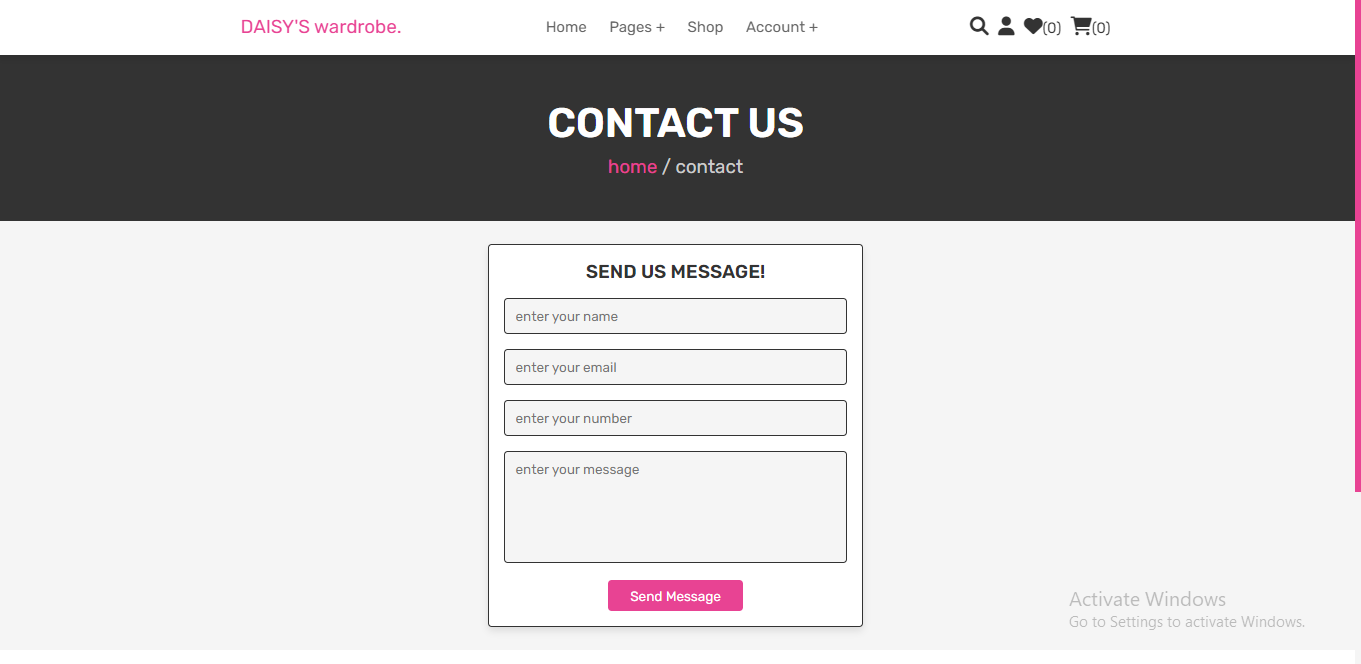 DAISY'S wardrobe. Home Pages + Shop Account + (0) (0)
CONTACT US
home / contact
SEND US MESSAGE!
enter your name
enter your email
enter your number
enter your message
Send Message
Activate Windows
Go to Settings to activate Windows.